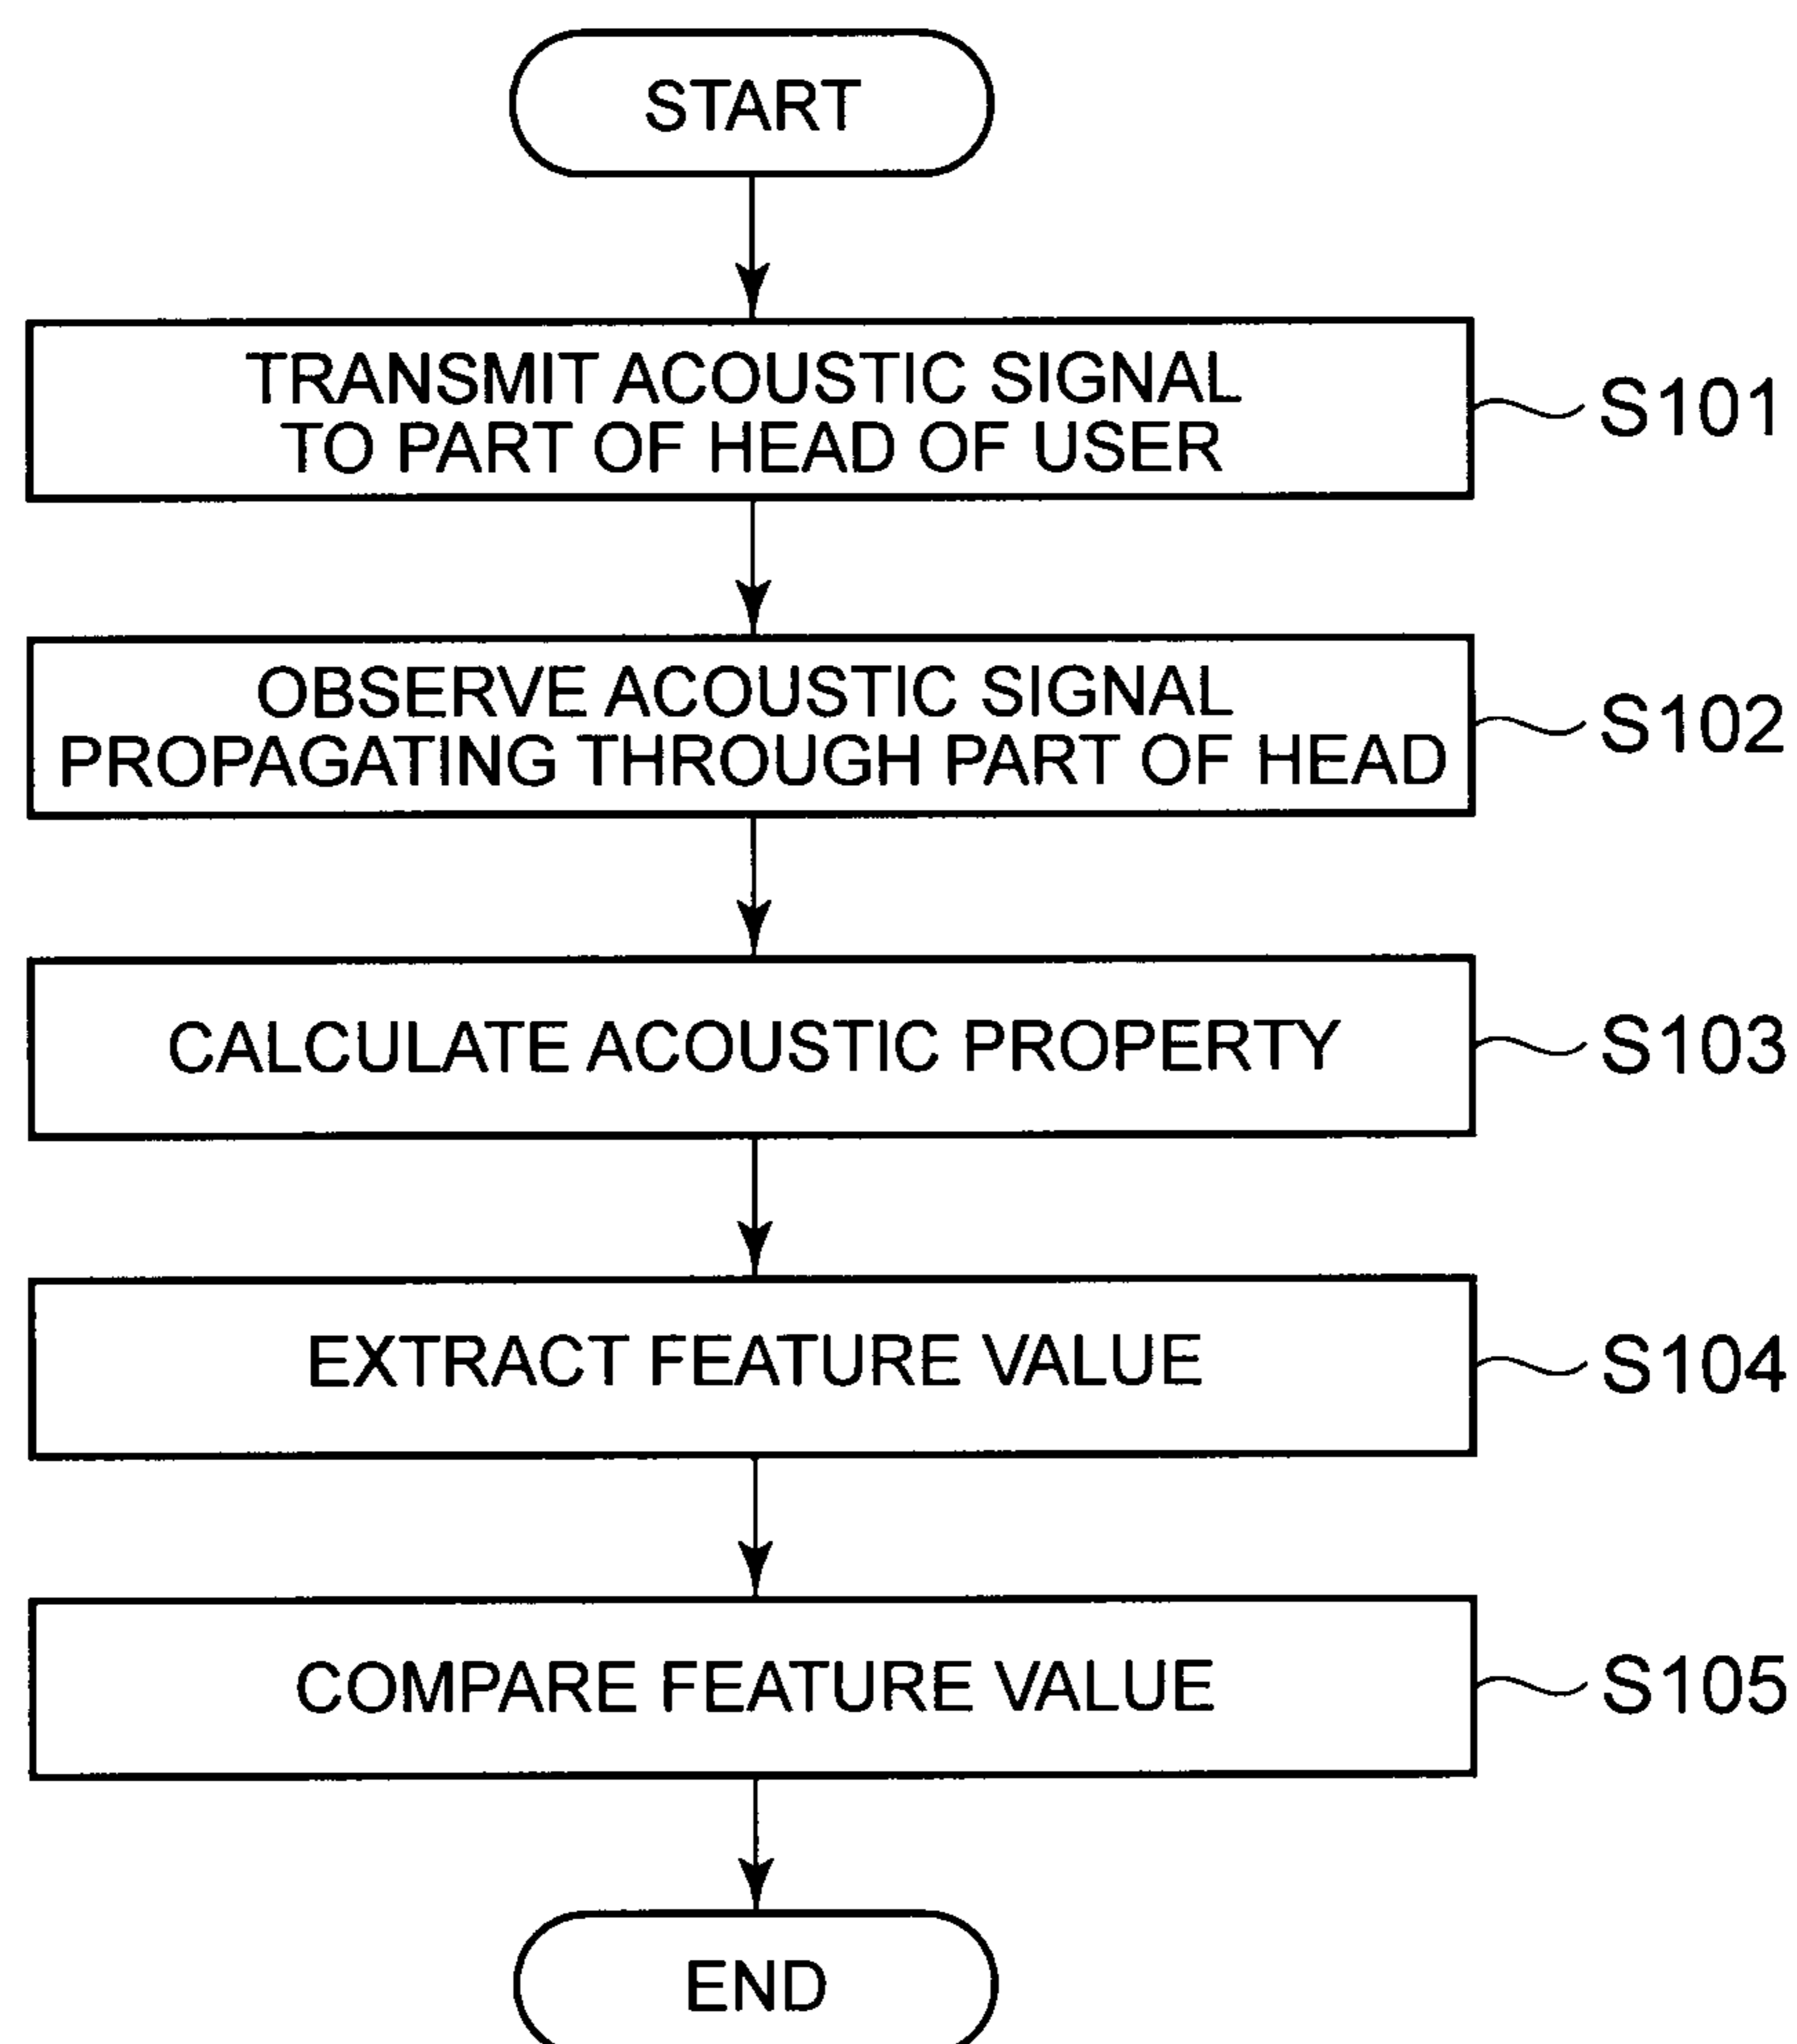 START
TRANSMIT ACOUSTIC SIGNAL
TO PART OF HEAD OF USER
S101
OBSERVE ACOUSTIC SIGNAL
PROPAGATING THROUGH PART OF HEAD
S102
CALCULATE ACOUSTIC PROPERTY
S103
EXTRACT FEATURE VALUE
S104
COMPARE FEATURE VALUE
S105
END